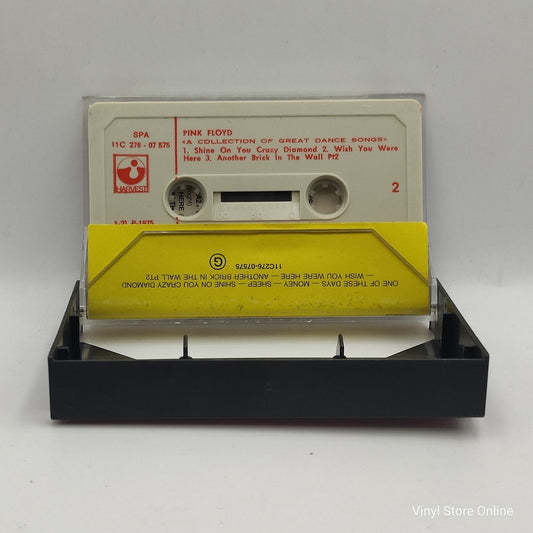 SPA
11C 276 - 07 575
HARVEST
PINK FLOYD
«A COLLECTION OF GREAT DANCE SONGS»
1. Shine On You Crazy Diamond 2. Wish You Were
Here 3. Another Brick In The Wall Pt2
2
00 50
ONE OF THESE DAYS — MONEY — SHEEP — SHINE ON YOU CRAZY DIAMOND
— WISH YOU WERE HERE — ANOTHER BRICK IN THE WALL PT2
11C276-07575
G
Vinyl Store Online